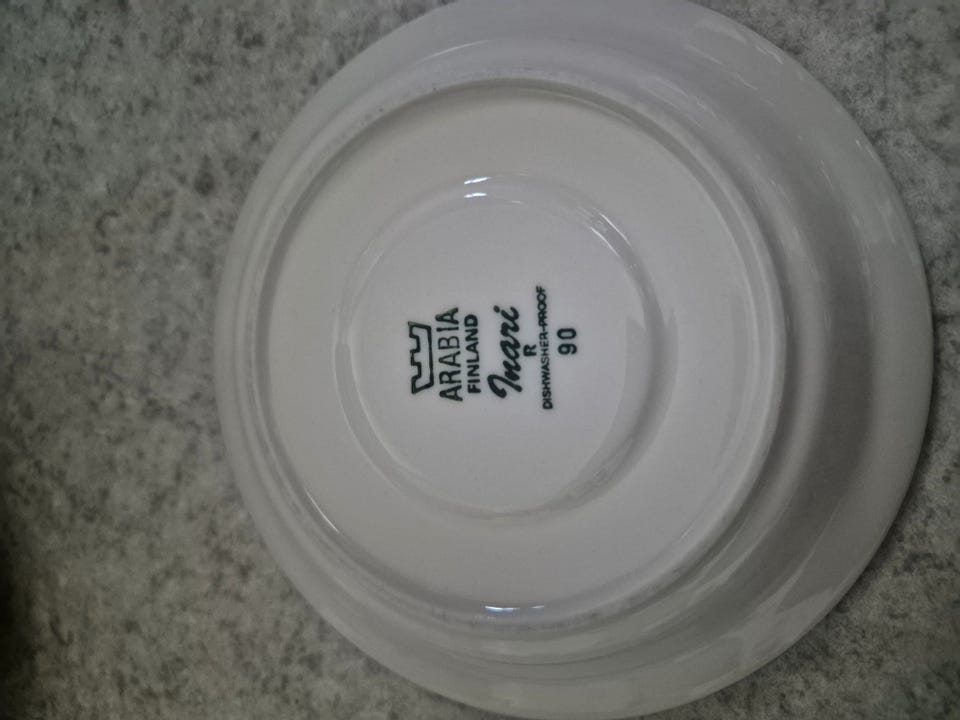 ARABIA
FINLAND
Inari
R
DISHWASHER-PROOF
90